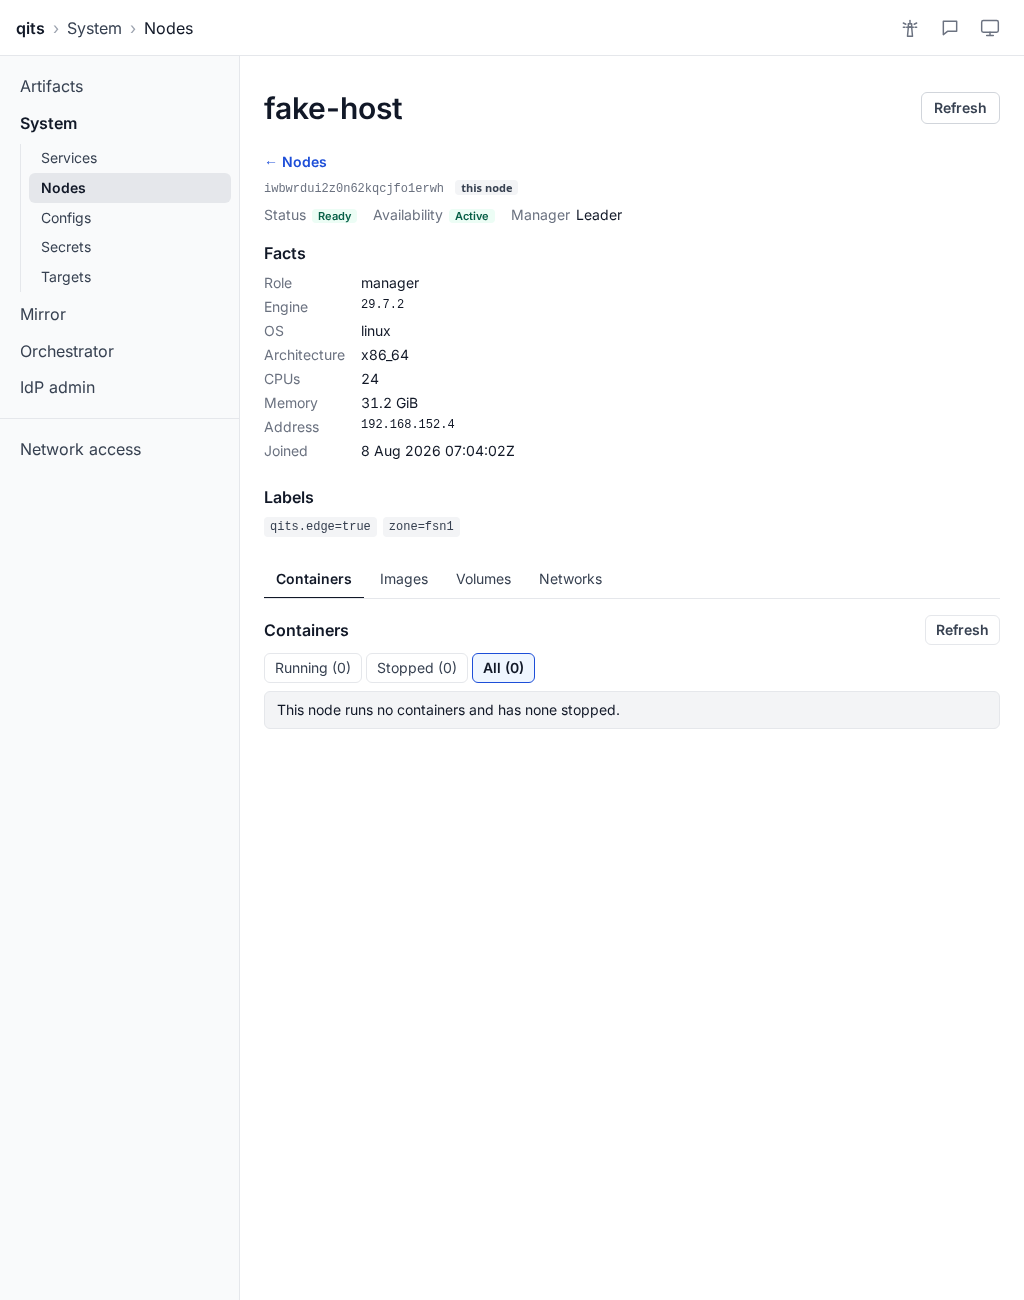 qits › System › Nodes
Artifacts
System
Services
Nodes
Configs
Secrets
Targets
Mirror
Orchestrator
IdP admin
Network access
fake-host
Refresh
← Nodes
iwbwrdui2z0n62kqcjfo1erwh this node
Status Ready Availability Active Manager Leader
Facts
Role manager
Engine 29.7.2
OS linux
Architecture x86_64
CPUs 24
Memory 31.2 GiB
Address 192.168.152.4
Joined 8 Aug 2026 07:04:02Z
Labels
qits.edge=true zone=fsn1
Containers Images Volumes Networks
Containers
Refresh
Running (0) Stopped (0) All (0)
This node runs no containers and has none stopped.